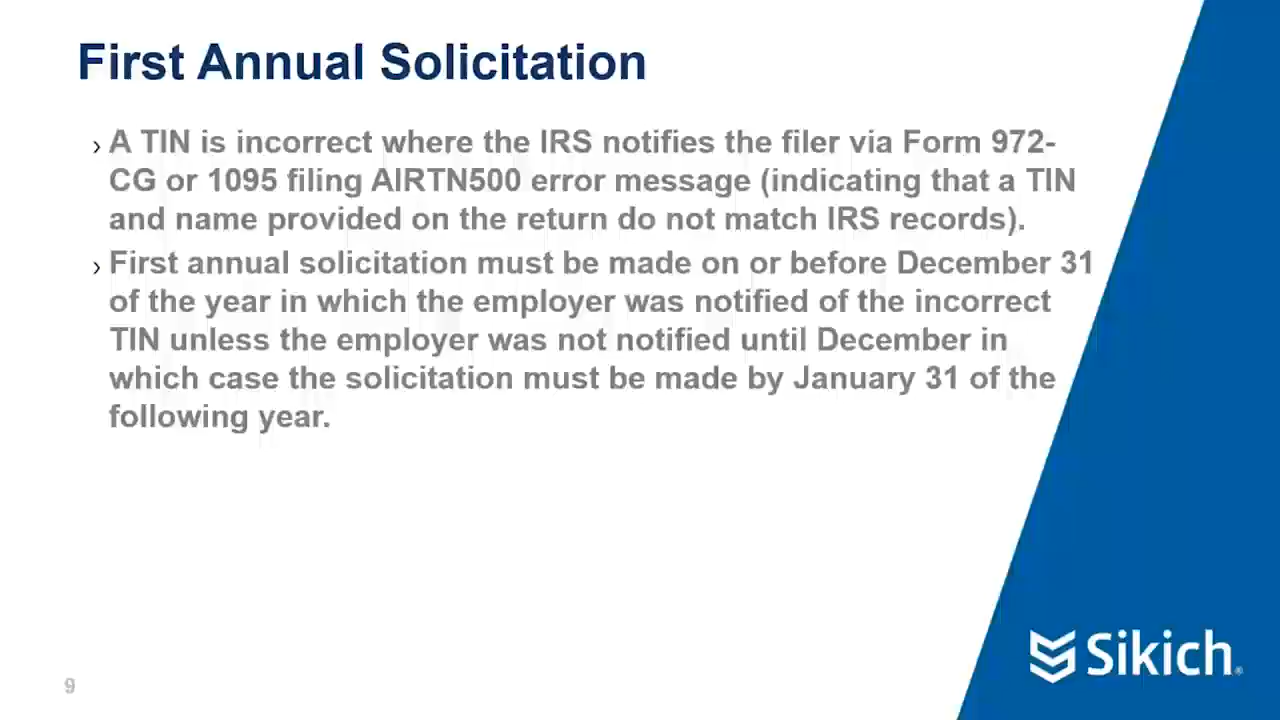 First Annual Solicitation
› A TIN is incorrect where the IRS notifies the filer via Form 972-
CG or 1095 filing AIRTN500 error message (indicating that a TIN
and name provided on the return do not match IRS records).
› First annual solicitation must be made on or before December 31
of the year in which the employer was notified of the incorrect
TIN unless the employer was not notified until December in
which case the solicitation must be made by January 31 of the
following year.
Sikich®
9